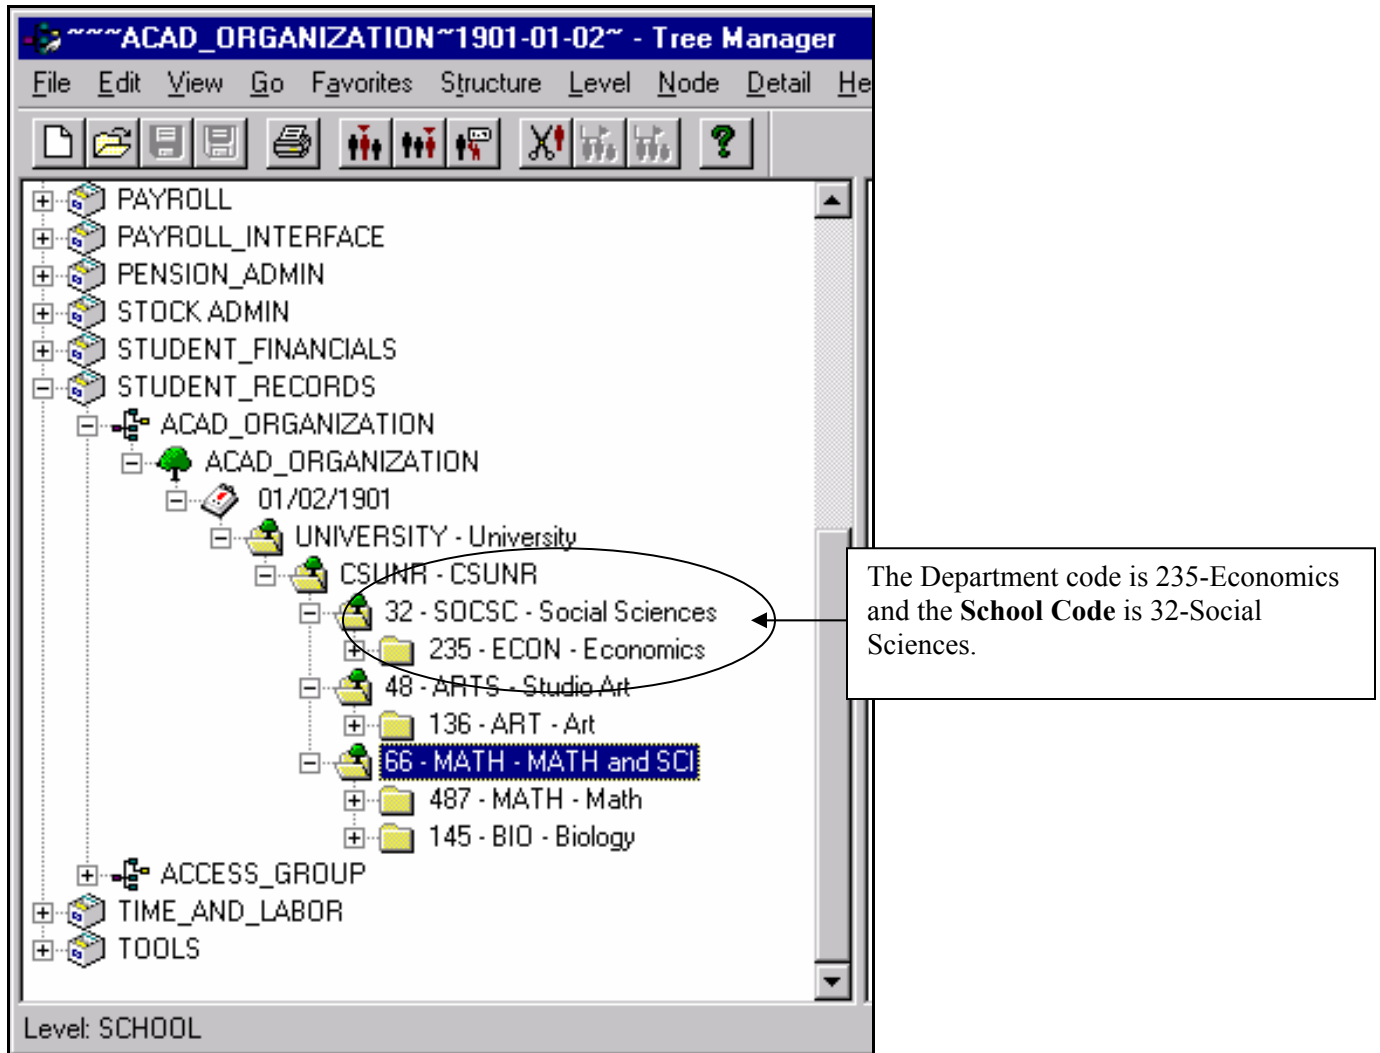 ~~~ACAD_ORGANIZATION~1901-01-02~ - Tree Manager
File Edit View Go Favorites Structure Level Node Detail He
PAYROLL
PAYROLL_INTERFACE
PENSION_ADMIN
STOCK ADMIN
STUDENT_FINANCIALS
STUDENT_RECORDS
ACAD_ORGANIZATION
ACAD_ORGANIZATION
01/02/1901
UNIVERSITY - University
CSUNR - CSUNR
32 - SOCSC - Social Sciences
235 - ECON - Economics
48 - ARTS - Studio Art
136 - ART - Art
66 - MATH - MATH and SCI
487 - MATH - Math
145 - BIO - Biology
ACCESS_GROUP
TIME_AND_LABOR
TOOLS
Level: SCHOOL
The Department code is 235-Economics
and the School Code is 32-Social
Sciences.